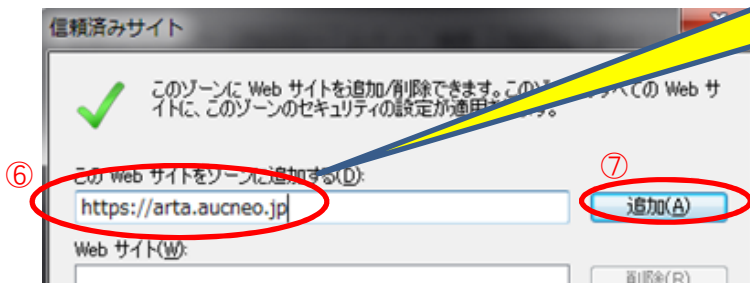 信頼済みサイト
このゾーンに Web サイトを追加/削除できます。このゾ べての Web サ
イトに、このゾーンのセキュリティの設定が適用 ます。
⑥
この Web サイトをゾーンに追加する(D):
⑦
https://arta.aucneo.jp
追加(A)
Web サイト(W):
削除(R)